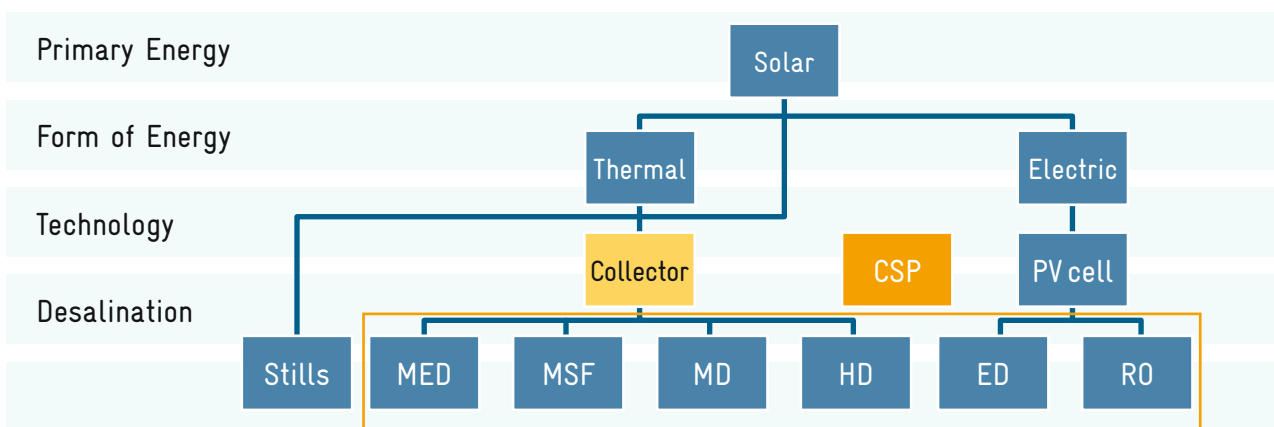 Primary Energy
Solar
Form of Energy
Thermal
Electric
Technology
Collector
CSP
PV cell
Desalination
Stills
MED
MSF
MD
HD
ED
RO